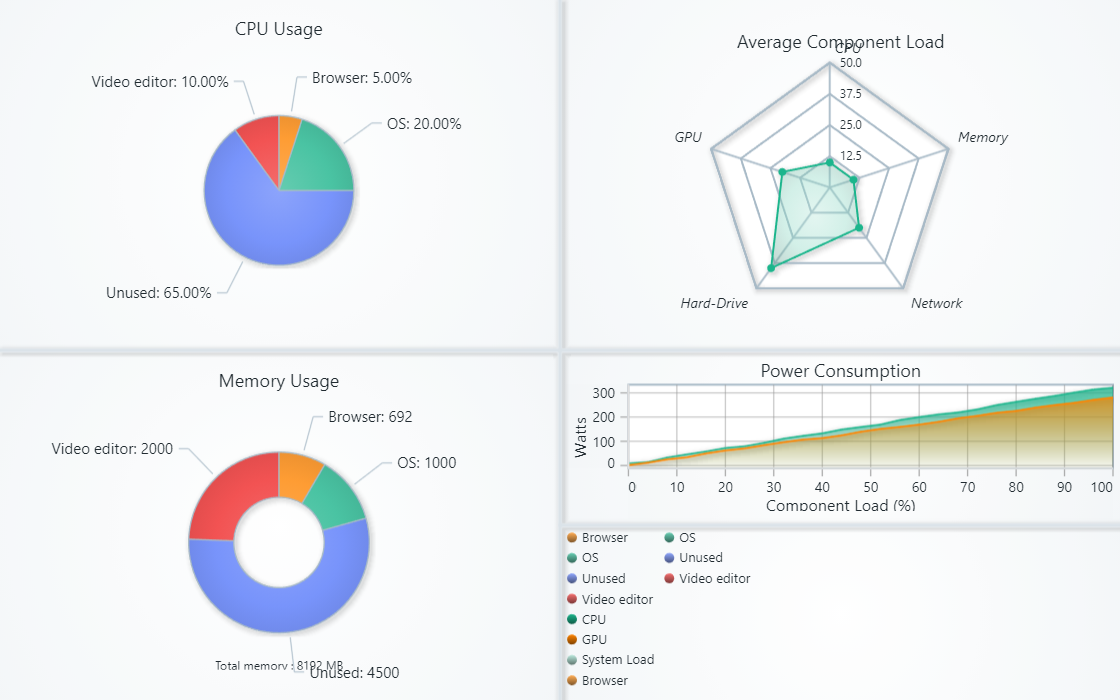 CPU Usage
Video editor: 10.00%
Browser: 5.00%
OS: 20.00%
Unused: 65.00%
Average Component Load
CPU
50.0
37.5
25.0
12.5
GPU
Memory
Hard-Drive
Network
Memory Usage
Browser: 692
Video editor: 2000
OS: 1000
Total memory : 8192 MB
Unused: 4500
Power Consumption
Watts
300
200
100
0
0 10 20 30 40 50 60 70 80 90 100
Component Load (%)
Browser
OS
Unused
Video editor
CPU
GPU
System Load
Browser
OS
Unused
Video editor